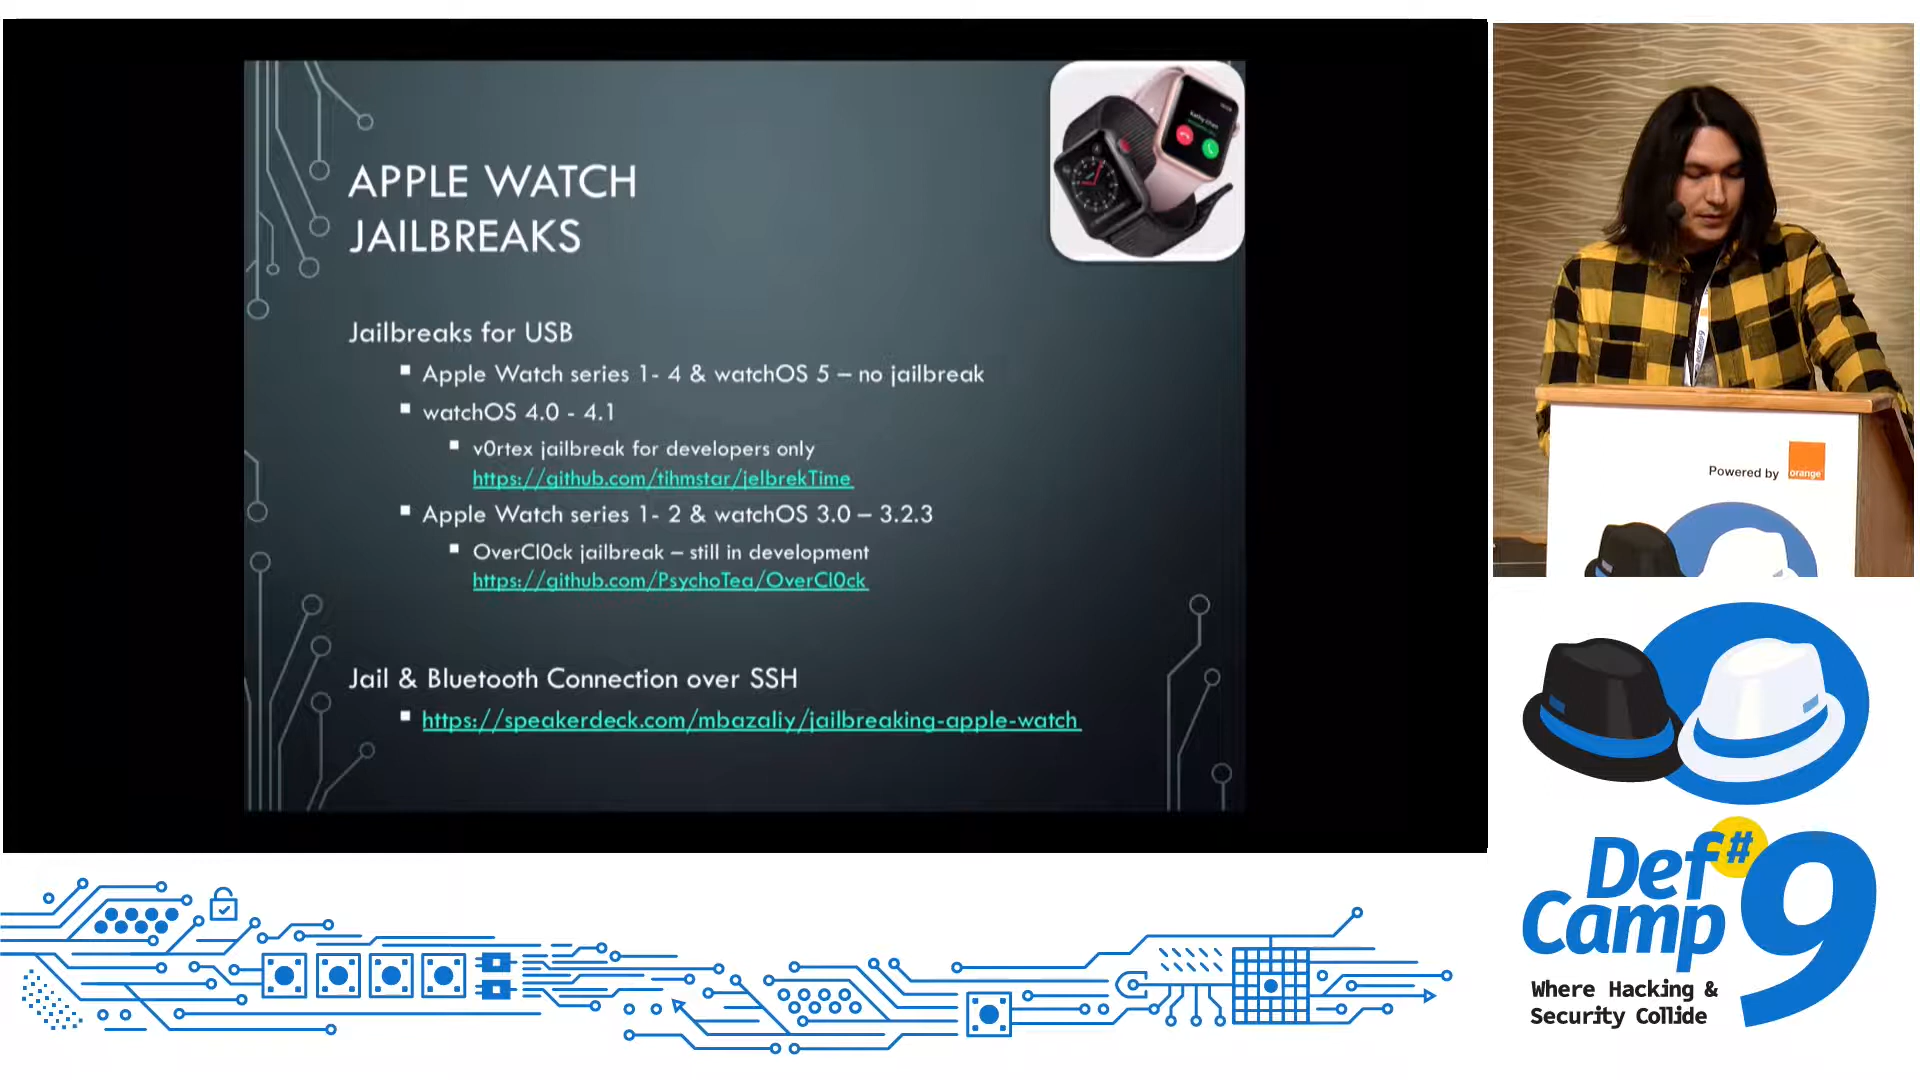 APPLE WATCH
JAILBREAKS
Jailbreaks for USB
Apple Watch series 1- 4 & watchOS 5 – no jailbreak
watchOS 4.0 - 4.1
v0rtex jailbreak for developers only
https://github.com/tihmstar/jelbrekTime
Apple Watch series 1- 2 & watchOS 3.0 – 3.2.3
OverCl0ck jailbreak – still in development
https://github.com/PsychoTea/OverCl0ck
Jail & Bluetooth Connection over SSH
https://speakerdeck.com/mbazaliy/jailbreaking-apple-watch
Powered by
orange
Def
Camp
#9
Where Hacking &
Security Collide